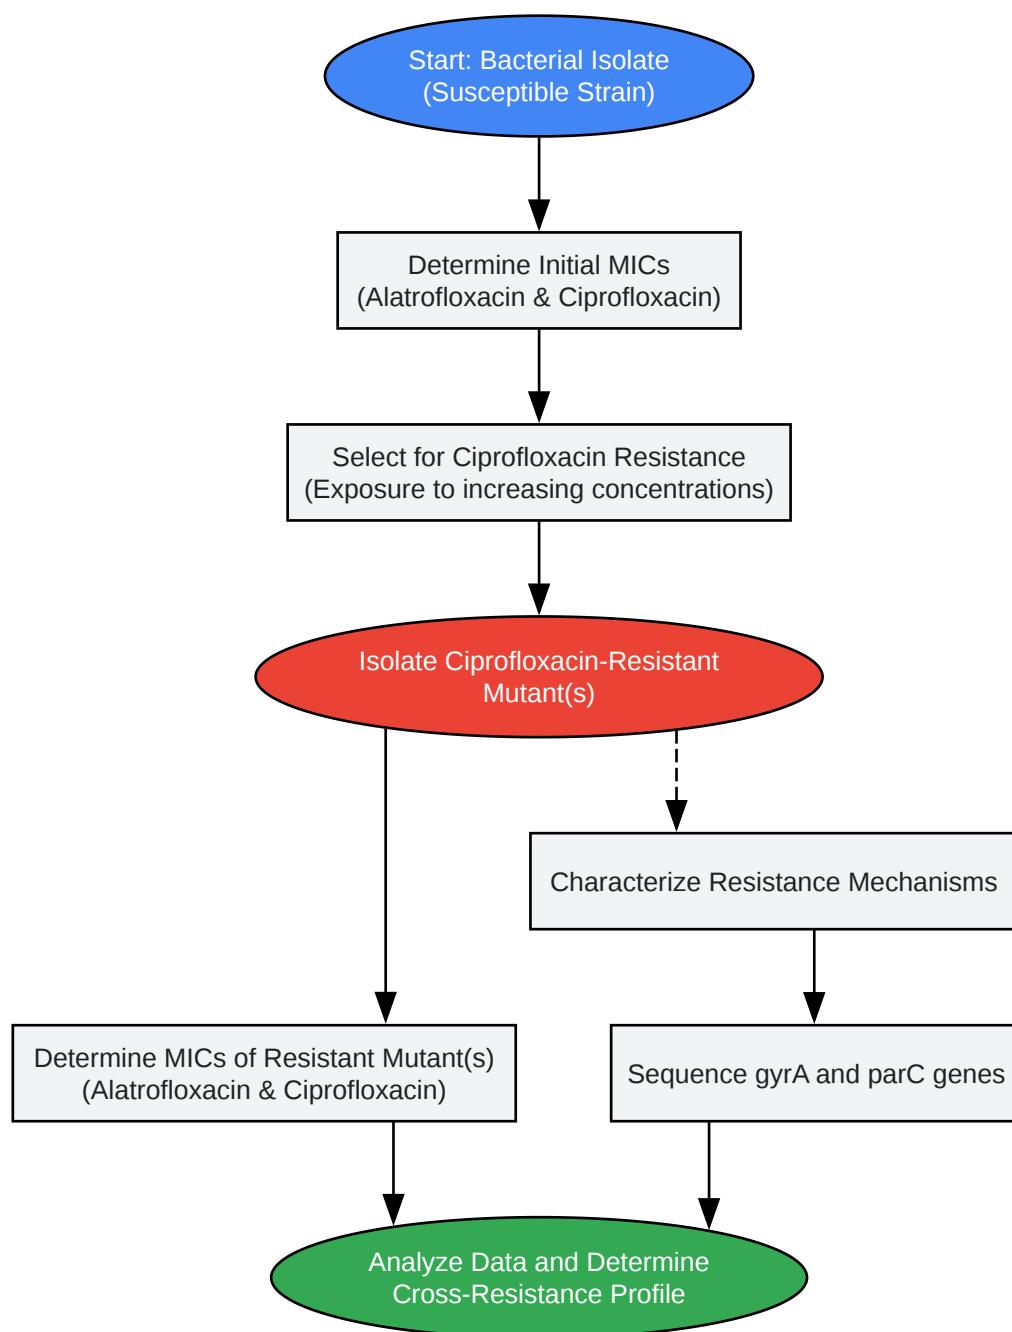 Start: Bacterial Isolate
(Susceptible Strain)
Determine Initial MICs
(Alatrofloxacin & Ciprofloxacin)
Select for Ciprofloxacin Resistance
(Exposure to increasing concentrations)
Isolate Ciprofloxacin-Resistant
Mutant(s)
Characterize Resistance Mechanisms
Determine MICs of Resistant Mutant(s)
(Alatrofloxacin & Ciprofloxacin)
Sequence gyrA and parC genes
Analyze Data and Determine
Cross-Resistance Profile